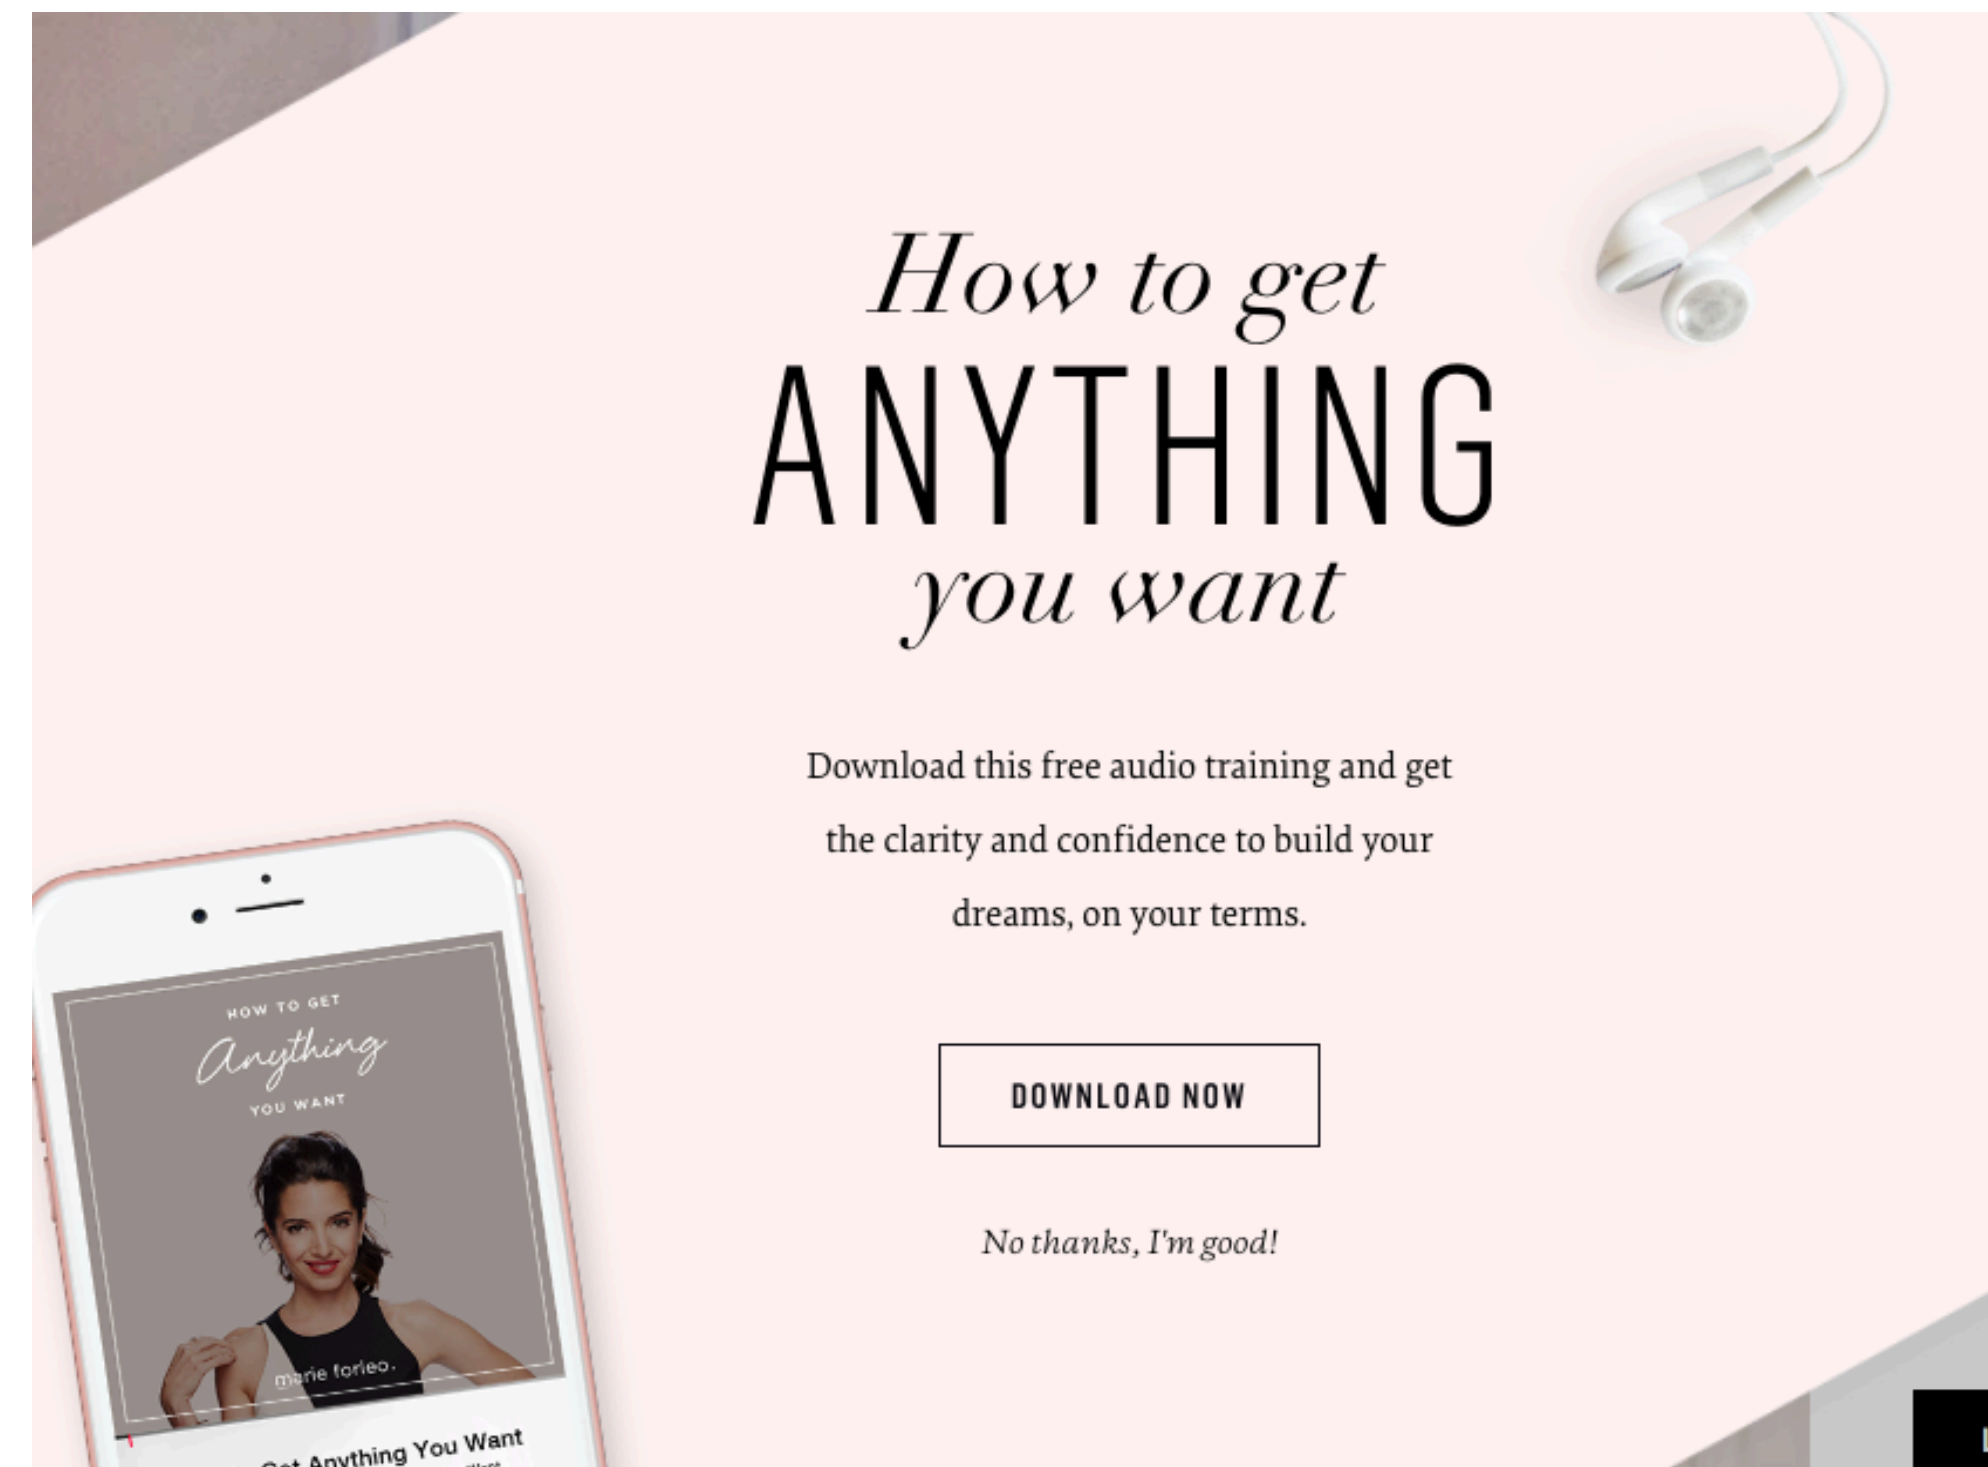 How to get
ANYTHING
you want
Download this free audio training and get
the clarity and confidence to build your
dreams, on your terms.
DOWNLOAD NOW
No thanks, I'm good!
HOW TO GET
Anything
YOU WANT
marie forleo.
Get Anything You Want